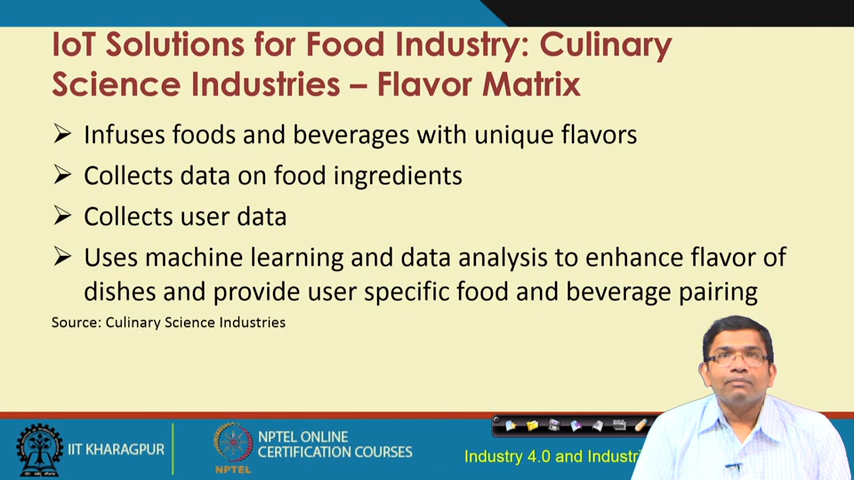 IoT Solutions for Food Industry: Culinary
Science Industries – Flavor Matrix
➢ Infuses foods and beverages with unique flavors
➢ Collects data on food ingredients
➢ Collects user data
➢ Uses machine learning and data analysis to enhance flavor of
dishes and provide user specific food and beverage pairing
Source: Culinary Science Industries
IIT KHARAGPUR
NPTEL
NPTEL ONLINE
CERTIFICATION COURSES
Industry 4.0 and Industri